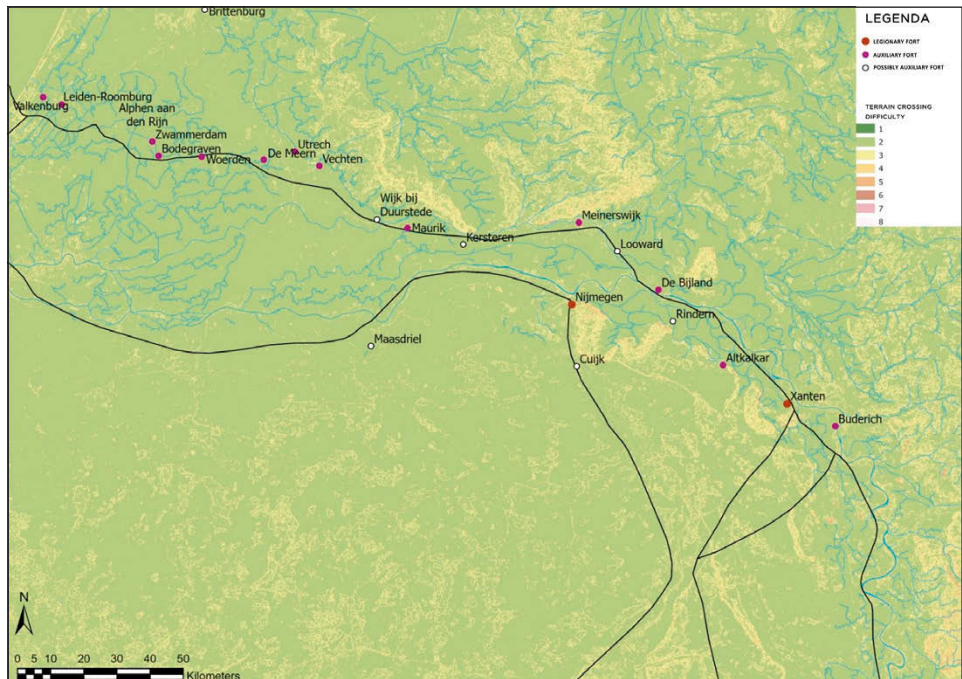 Brittenburg
LEGENDA
LEGIONARY FORT
AUXILIARY FORT
POSSIBLY AUXILIARY FORT
TERRAIN CROSSING
DIFFICULTY
1
2
3
4
5
6
7
8
Valkenburg
Leiden-Roomburg
Alphen aan
den Rijn
Zwammerdam
Bodegraven
Woerden
De Meern
Utrech
Vechten
Wijk bij
Duurstede
Maurik
Kersteren
Meinerswijk
Looward
De Bijland
Nijmegen
Rindern
Maasdriel
Cuijk
Altkalkar
Xanten
Buderich
N
0 5 10 20 30 40 50
Kilometers